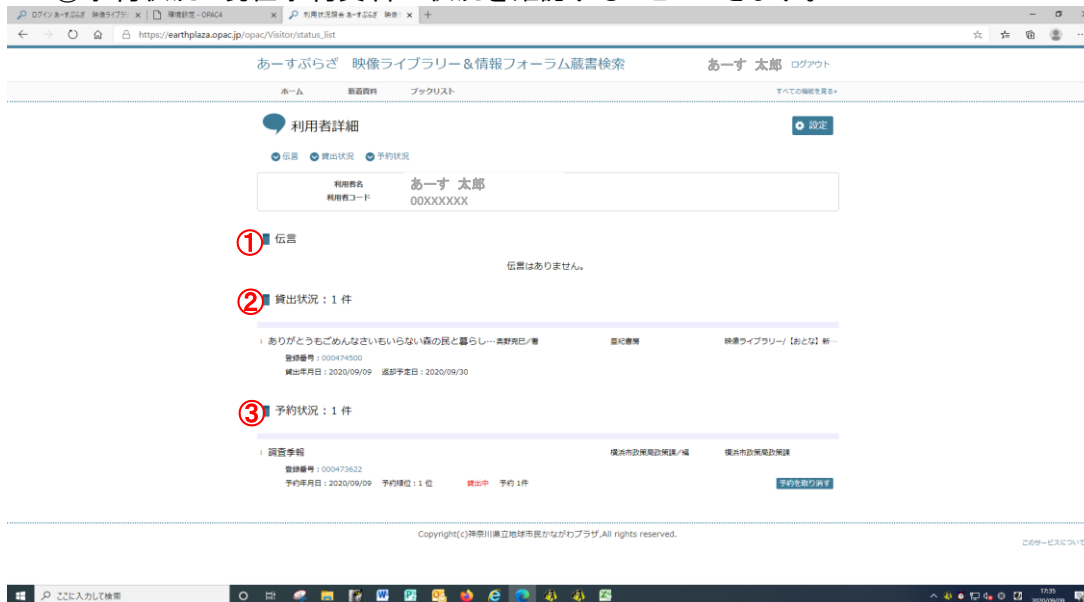 ログイン あーすぷらざ 映像ライブラリ
環境設定 - OPAC4
利用状況照会 あーすぷらざ 映像
https://earthplaza.opac.jp/opac/Visitor/status_list
あーすぷらざ 映像ライブラリー＆情報フォーラム蔵書検索
あーす 太郎 ログアウト
ホーム 新着資料 ブックリスト
すべての機能を見る
利用者詳細
設定
伝言 貸出状況 予約状況
利用者名 あーす 太郎
利用者コード 00XXXXXX
① 伝言
伝言はありません。
② 貸出状況：1 件
1 ありがとうもごめんなさいもいらない森の民と暮らし… 奥野克巳/著 亜紀書房 映像ライブラリー/【おとな】新…
登録番号：000474500
貸出年月日：2020/09/09 返却予定日：2020/09/30
③ 予約状況：1 件
1 調査季報 横浜市政策局政策課/編 横浜市政策局政策課
登録番号：000473622
予約年月日：2020/09/09 予約順位：1 位 貸出中 予約 1件
予約を取り消す
Copyright(c)神奈川県立地球市民かながわプラザ,All rights reserved.
このサービスについて
ここに入力して検索
17:35
2020/09/09